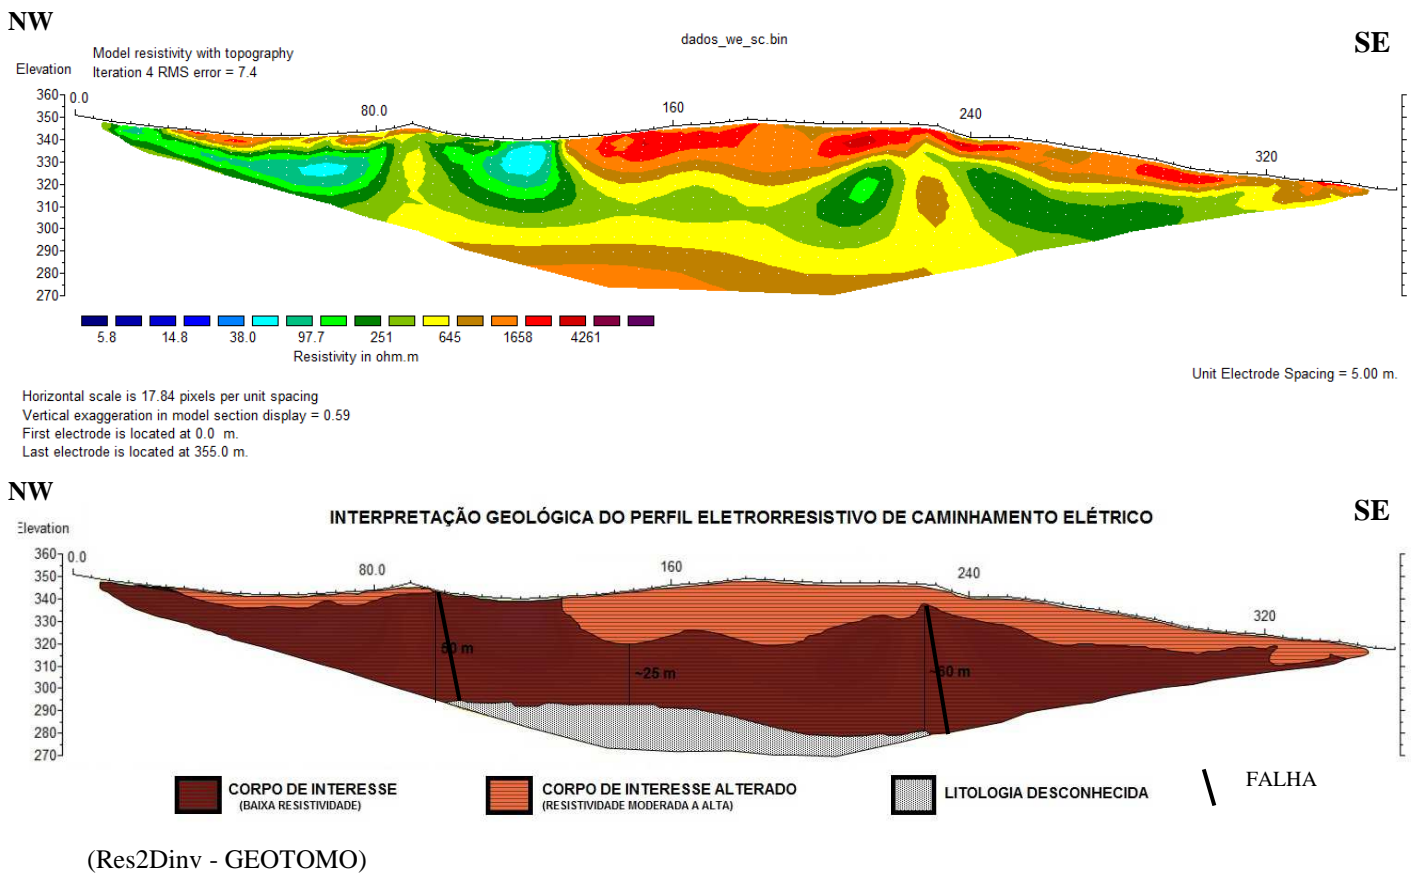 NW
dados_we_sc.bin
SE
Model resistivity with topography
Iteration 4 RMS error = 7.4
Elevation
0.0
80.0
160
240
320
360
350
340
330
320
310
300
290
280
270
5.8 14.8 38.0 97.7 251 645 1658 4261
Resistivity in ohm.m
Unit Electrode Spacing = 5.00 m.
Horizontal scale is 17.84 pixels per unit spacing
Vertical exaggeration in model section display = 0.59
First electrode is located at 0.0 m.
Last electrode is located at 355.0 m.
NW
SE
INTERPRETAÇÃO GEOLÓGICA DO PERFIL ELETRORRESISTIVO DE CAMINHAMENTO ELÉTRICO
Elevation
0.0
80.0
160
240
320
360
350
340
330
320
310
300
290
280
270
50 m
~25 m
~60 m
CORPO DE INTERESSE
(BAIXA RESISTIVIDADE)
CORPO DE INTERESSE ALTERADO
(RESISTIVIDADE MODERADA A ALTA)
LITOLOGIA DESCONHECIDA
FALHA
(Res2Dinv - GEOTOMO)